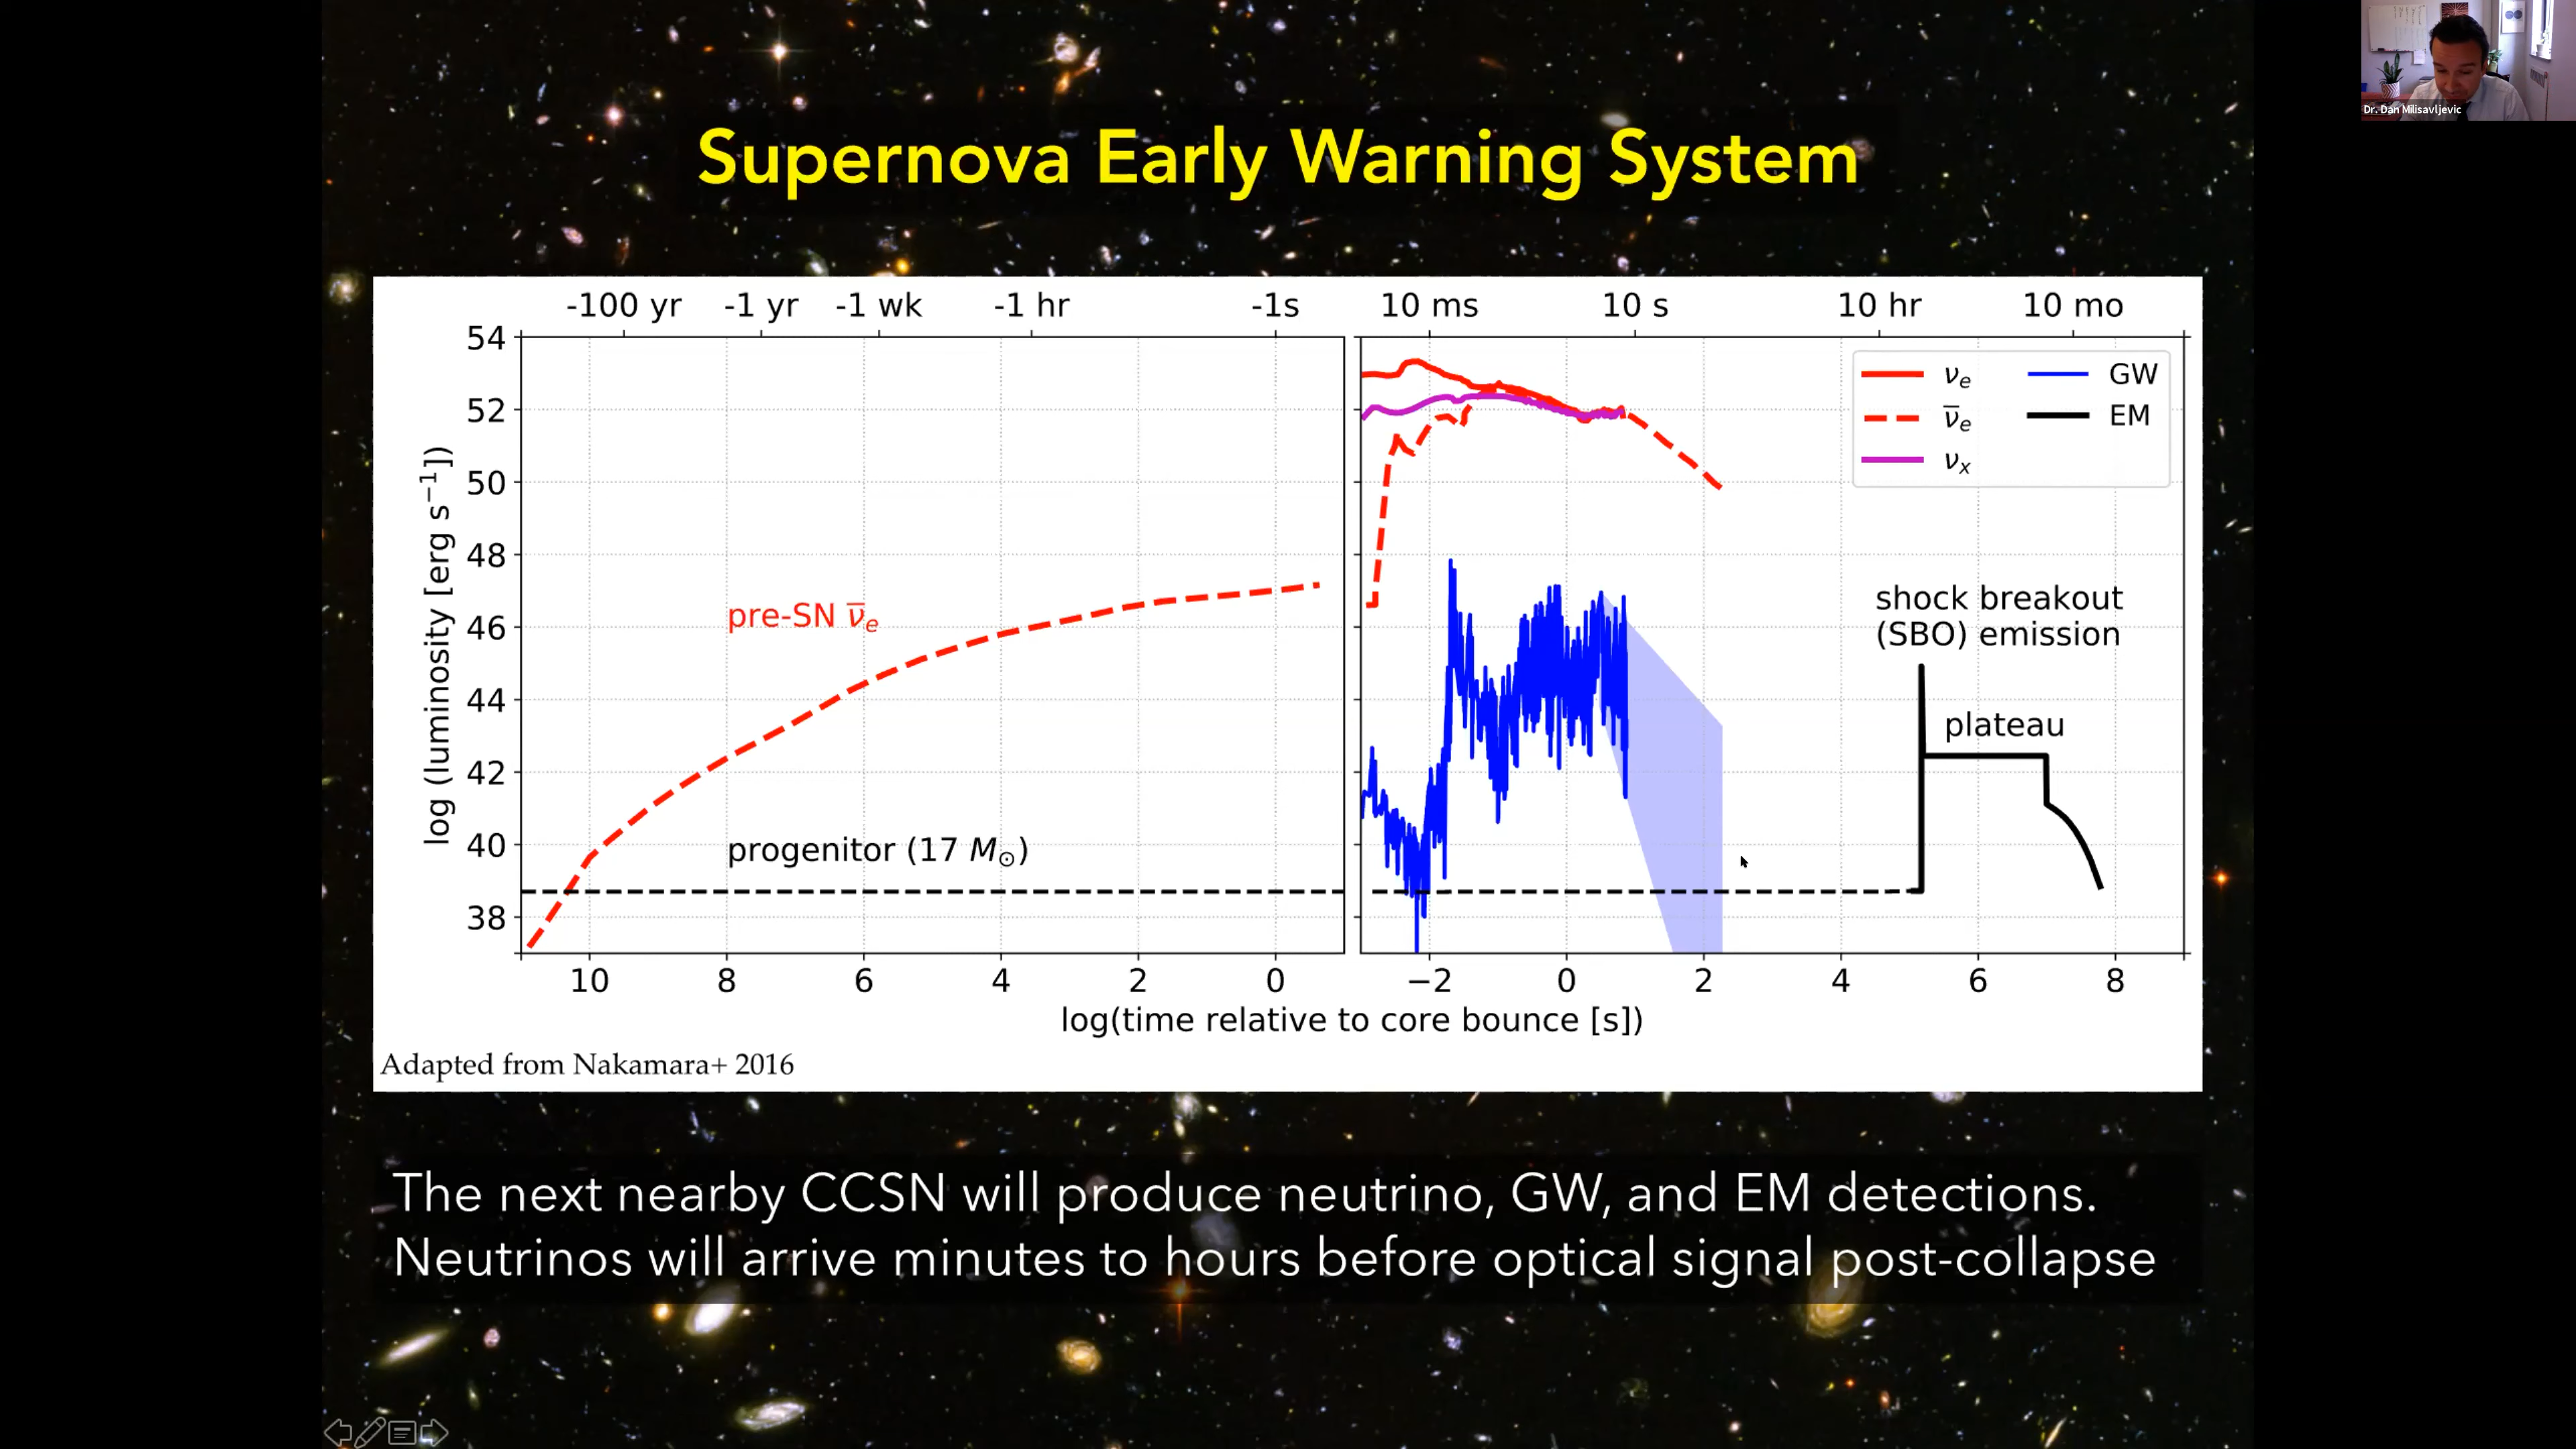 Dr. Dan Milisavljevic
Supernova Early Warning System
-100 yr -1 yr -1 wk -1 hr -1s 10 ms 10 s 10 hr 10 mo
54
52
50
48
46
44
42
40
38
log (luminosity [erg s⁻¹])
pre-SN ν̅ₑ
progenitor (17 M☉)
νₑ GW
ν̅ₑ EM
νₓ
shock breakout
(SBO) emission
plateau
10 8 6 4 2 0 −2 0 2 4 6 8
log(time relative to core bounce [s])
Adapted from Nakamara+ 2016
The next nearby CCSN will produce neutrino, GW, and EM detections.
Neutrinos will arrive minutes to hours before optical signal post-collapse